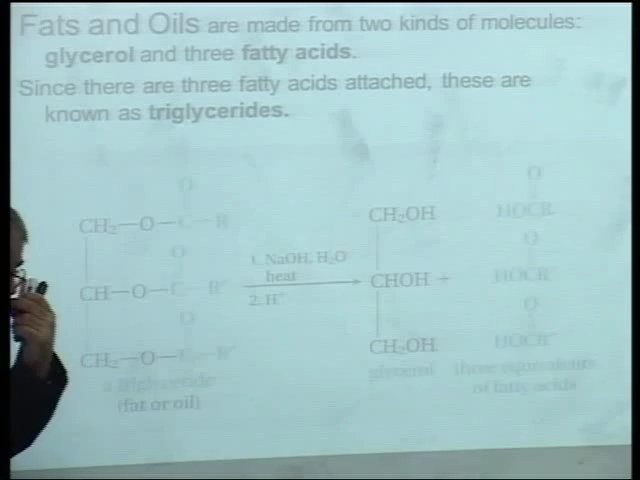 Fats and Oils are made from two kinds of molecules:
glycerol and three fatty acids.
Since there are three fatty acids attached, these are
known as triglycerides.
O
CH₂—O—C—R
O
CH—O—C—R'
O
CH₂—O—C—R''
a triglyceride
(fat or oil)
1. NaOH, H₂O
heat
2. H⁺
CH₂OH
CHOH +
CH₂OH
glycerol
O
HOCR
O
HOCR'
O
HOCR''
three equivalents
of fatty acids